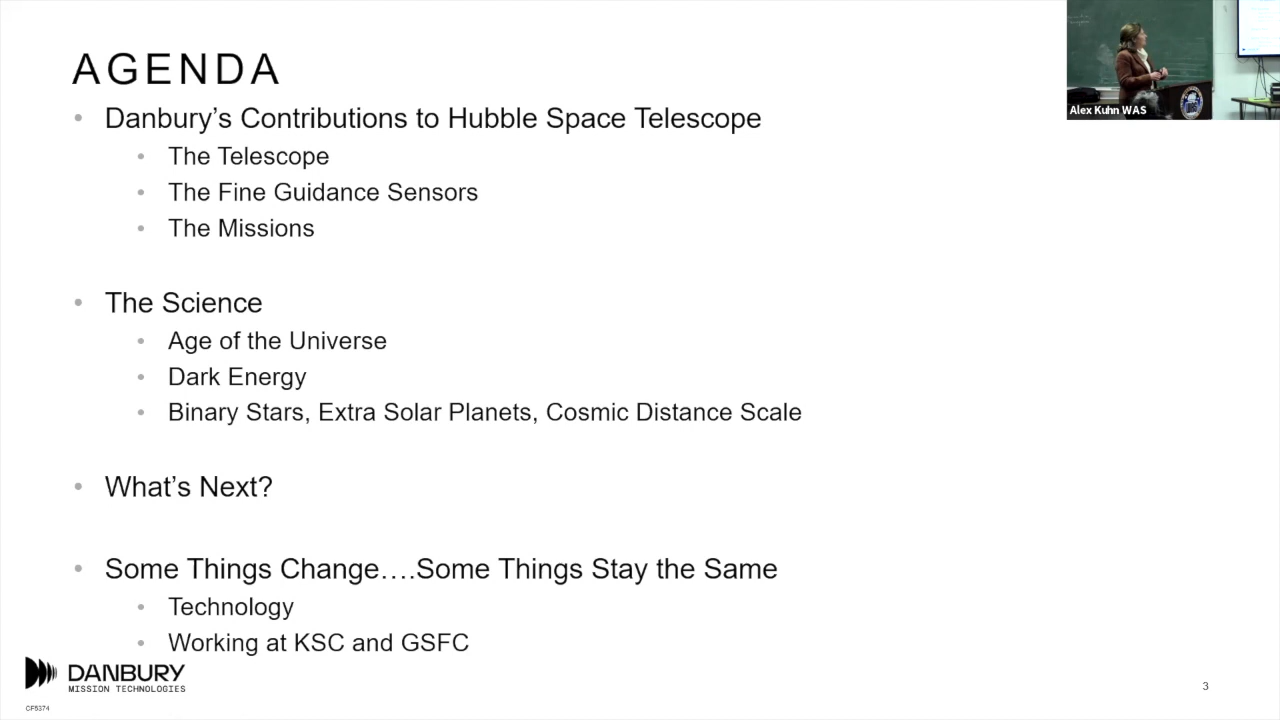 AGENDA
• Danbury’s Contributions to Hubble Space Telescope
• The Telescope
• The Fine Guidance Sensors
• The Missions
• The Science
• Age of the Universe
• Dark Energy
• Binary Stars, Extra Solar Planets, Cosmic Distance Scale
• What’s Next?
• Some Things Change….Some Things Stay the Same
• Technology
• Working at KSC and GSFC
DANBURY
MISSION TECHNOLOGIES
CF5374
3
Alex Kuhn WAS